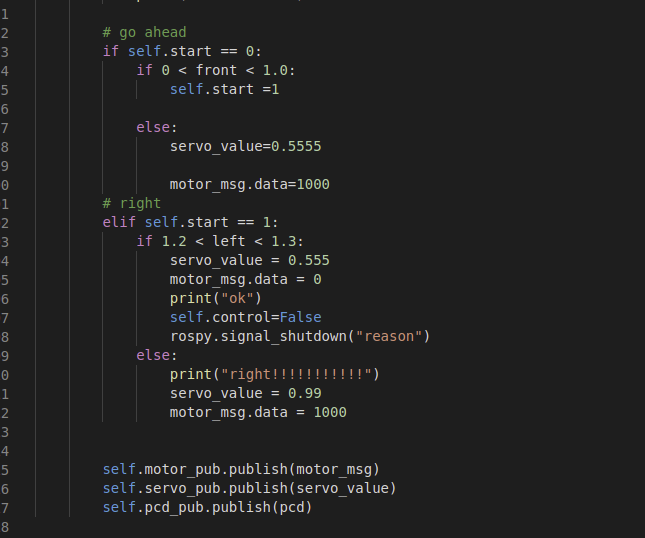 1
2 # go ahead
3 if self.start == 0:
4 if 0 < front < 1.0:
5 self.start =1
6
7 else:
8 servo_value=0.5555
9
0 motor_msg.data=1000
1 # right
2 elif self.start == 1:
3 if 1.2 < left < 1.3:
4 servo_value = 0.555
5 motor_msg.data = 0
6 print("ok")
7 self.control=False
8 rospy.signal_shutdown("reason")
9 else:
0 print("right!!!!!!!!!!!")
1 servo_value = 0.99
2 motor_msg.data = 1000
3
4
5 self.motor_pub.publish(motor_msg)
6 self.servo_pub.publish(servo_value)
7 self.pcd_pub.publish(pcd)
8